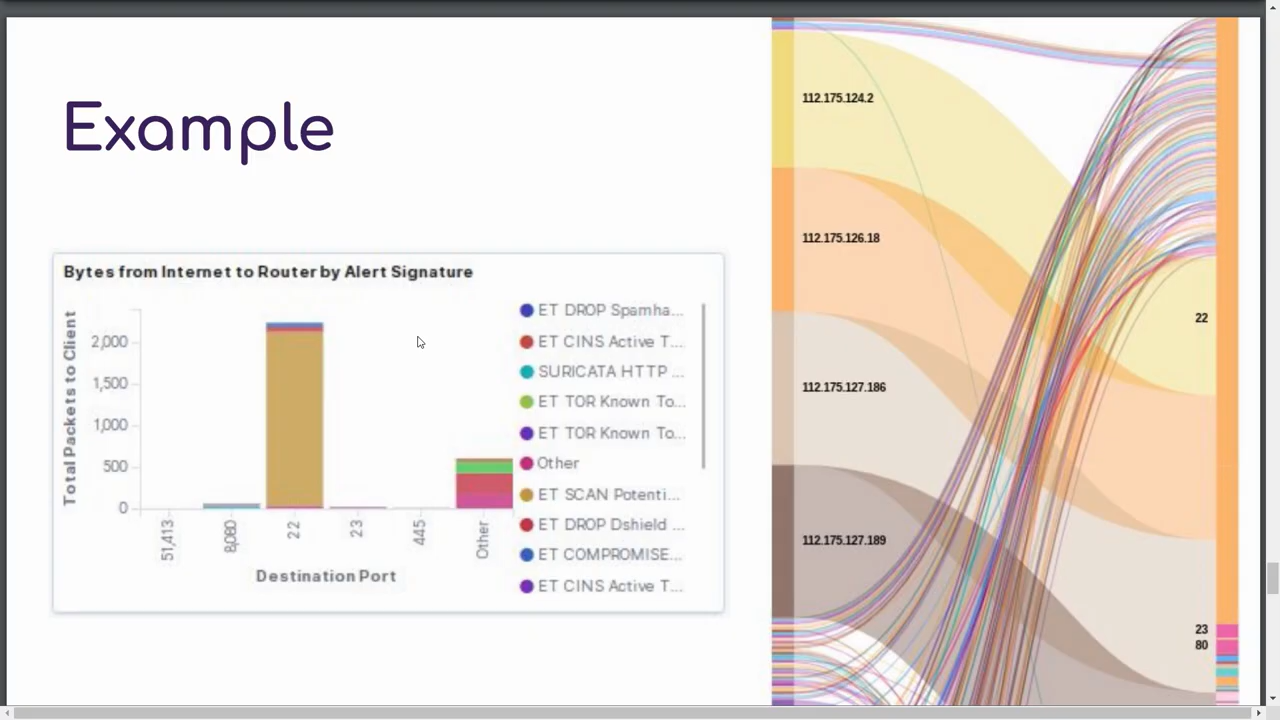 Example
Bytes from Internet to Router by Alert Signature
Total Packets to Client
2,000
1,500
1,000
500
0
51,413
8,080
22
23
445
Other
Destination Port
ET DROP Spamha...
ET CINS Active T...
SURICATA HTTP ...
ET TOR Known To...
ET TOR Known To...
Other
ET SCAN Potenti...
ET DROP Dshield ...
ET COMPROMISE...
ET CINS Active T...
112.175.124.2
112.175.126.18
112.175.127.186
112.175.127.189
22
23
80